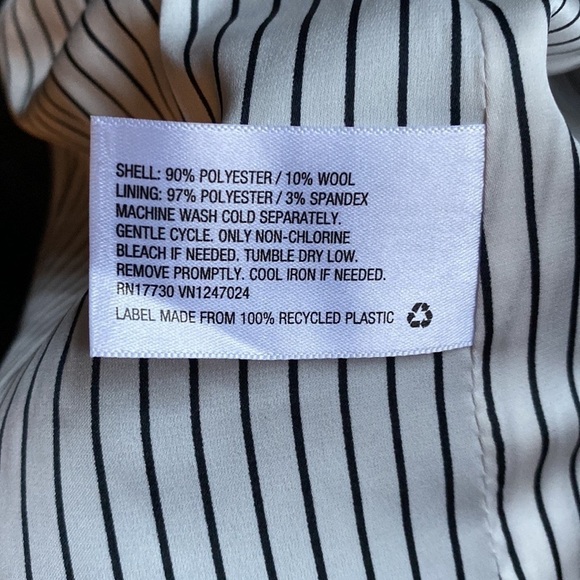 SHELL: 90% POLYESTER / 10% WOOL
LINING: 97% POLYESTER / 3% SPANDEX
MACHINE WASH COLD SEPARATELY.
GENTLE CYCLE. ONLY NON-CHLORINE
BLEACH IF NEEDED. TUMBLE DRY LOW.
REMOVE PROMPTLY. COOL IRON IF NEEDED.
RN17730 VN1247024
LABEL MADE FROM 100% RECYCLED PLASTIC